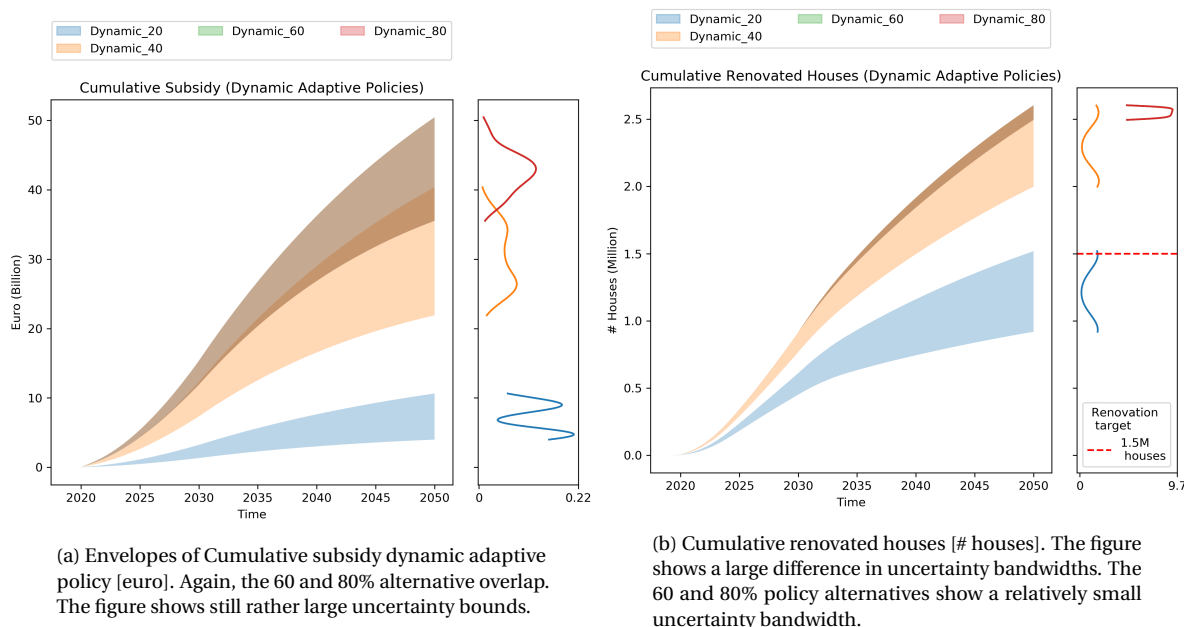 Dynamic_20
Dynamic_60
Dynamic_80
Dynamic_40
Cumulative Subsidy (Dynamic Adaptive Policies)
50
40
30
20
10
0
Euro (Billion)
2020 2025 2030 2035 2040 2045 2050
Time
0 0.22
(a) Envelopes of Cumulative subsidy dynamic adaptive
policy [euro]. Again, the 60 and 80% alternative overlap.
The figure shows still rather large uncertainty bounds.
Dynamic_20
Dynamic_60
Dynamic_80
Dynamic_40
Cumulative Renovated Houses (Dynamic Adaptive Policies)
2.5
2.0
1.5
1.0
0.5
0.0
# Houses (Million)
2020 2025 2030 2035 2040 2045 2050
Time
Renovation
target
1.5M
houses
0 9.7
(b) Cumulative renovated houses [# houses]. The figure
shows a large difference in uncertainty bandwidths. The
60 and 80% policy alternatives show a relatively small
uncertainty bandwidth.